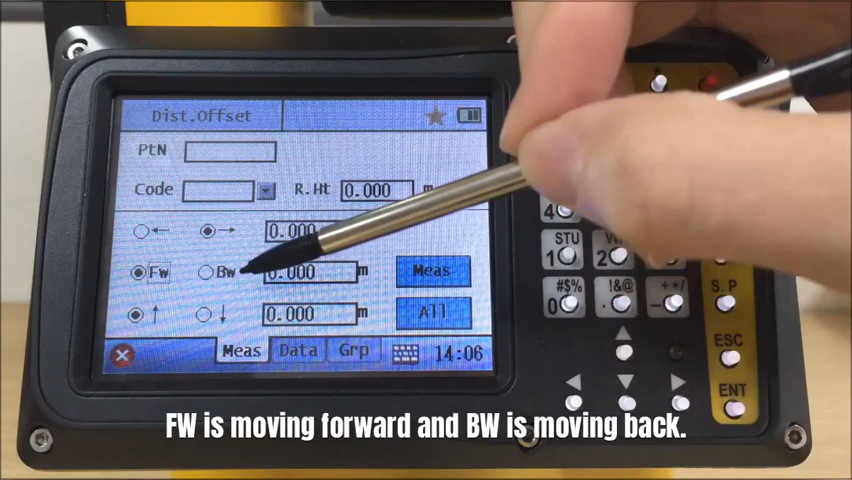 Dist.Offset
PtN
Code R.Ht 0.000 m
← → 0.000
Fw Bw 0.000 m Meas
↑ ↓ 0.000 m All
Meas Data Grp 14:06
4
STU
1 2
#$% !&@ +*/
0 . -
S.P
ESC
ENT
FW is moving forward and BW is moving back.